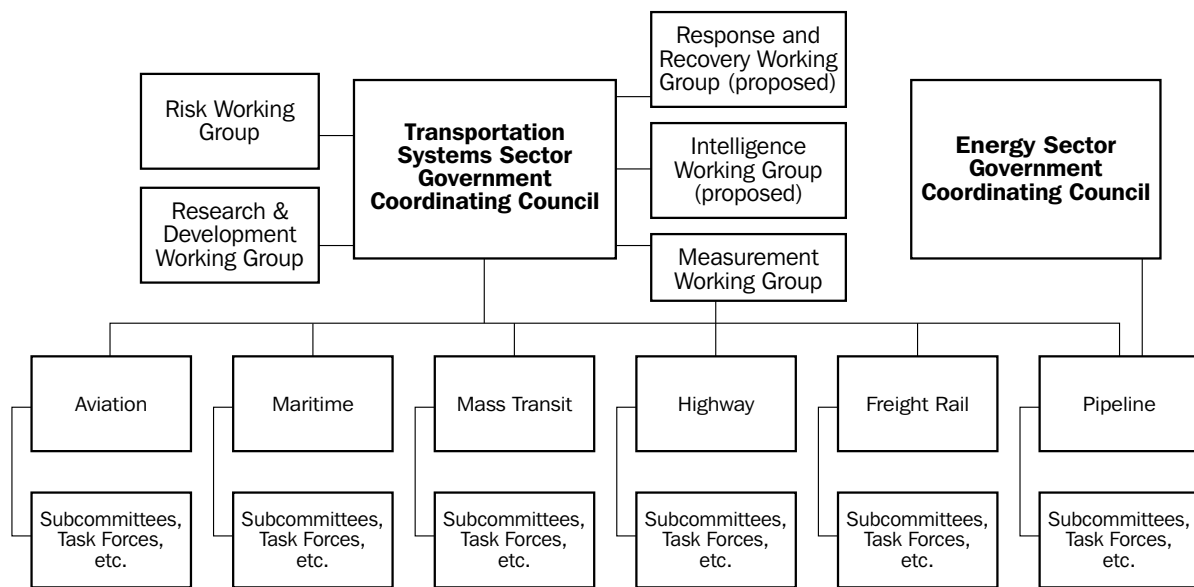 Response and
Recovery Working
Group (proposed)
Risk Working
Group
Transportation
Systems Sector
Government
Coordinating Council
Intelligence
Working Group
(proposed)
Energy Sector
Government
Coordinating Council
Research &
Development
Working Group
Measurement
Working Group
Aviation
Maritime
Mass Transit
Highway
Freight Rail
Pipeline
Subcommittees,
Task Forces,
etc.
Subcommittees,
Task Forces,
etc.
Subcommittees,
Task Forces,
etc.
Subcommittees,
Task Forces,
etc.
Subcommittees,
Task Forces,
etc.
Subcommittees,
Task Forces,
etc.